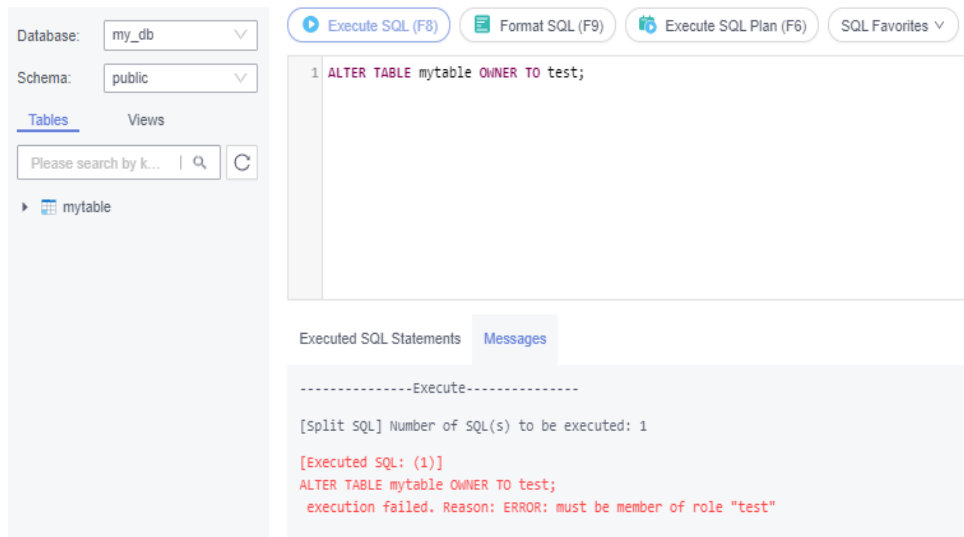 Database: my_db
Schema: public
Tables Views
Please search by k... |
mytable
Execute SQL (F8) Format SQL (F9) Execute SQL Plan (F6) SQL Favorites
1 ALTER TABLE mytable OWNER TO test;
Executed SQL Statements Messages
---------------Execute---------------
[Split SQL] Number of SQL(s) to be executed: 1
[Executed SQL: (1)]
ALTER TABLE mytable OWNER TO test;
execution failed. Reason: ERROR: must be member of role "test"